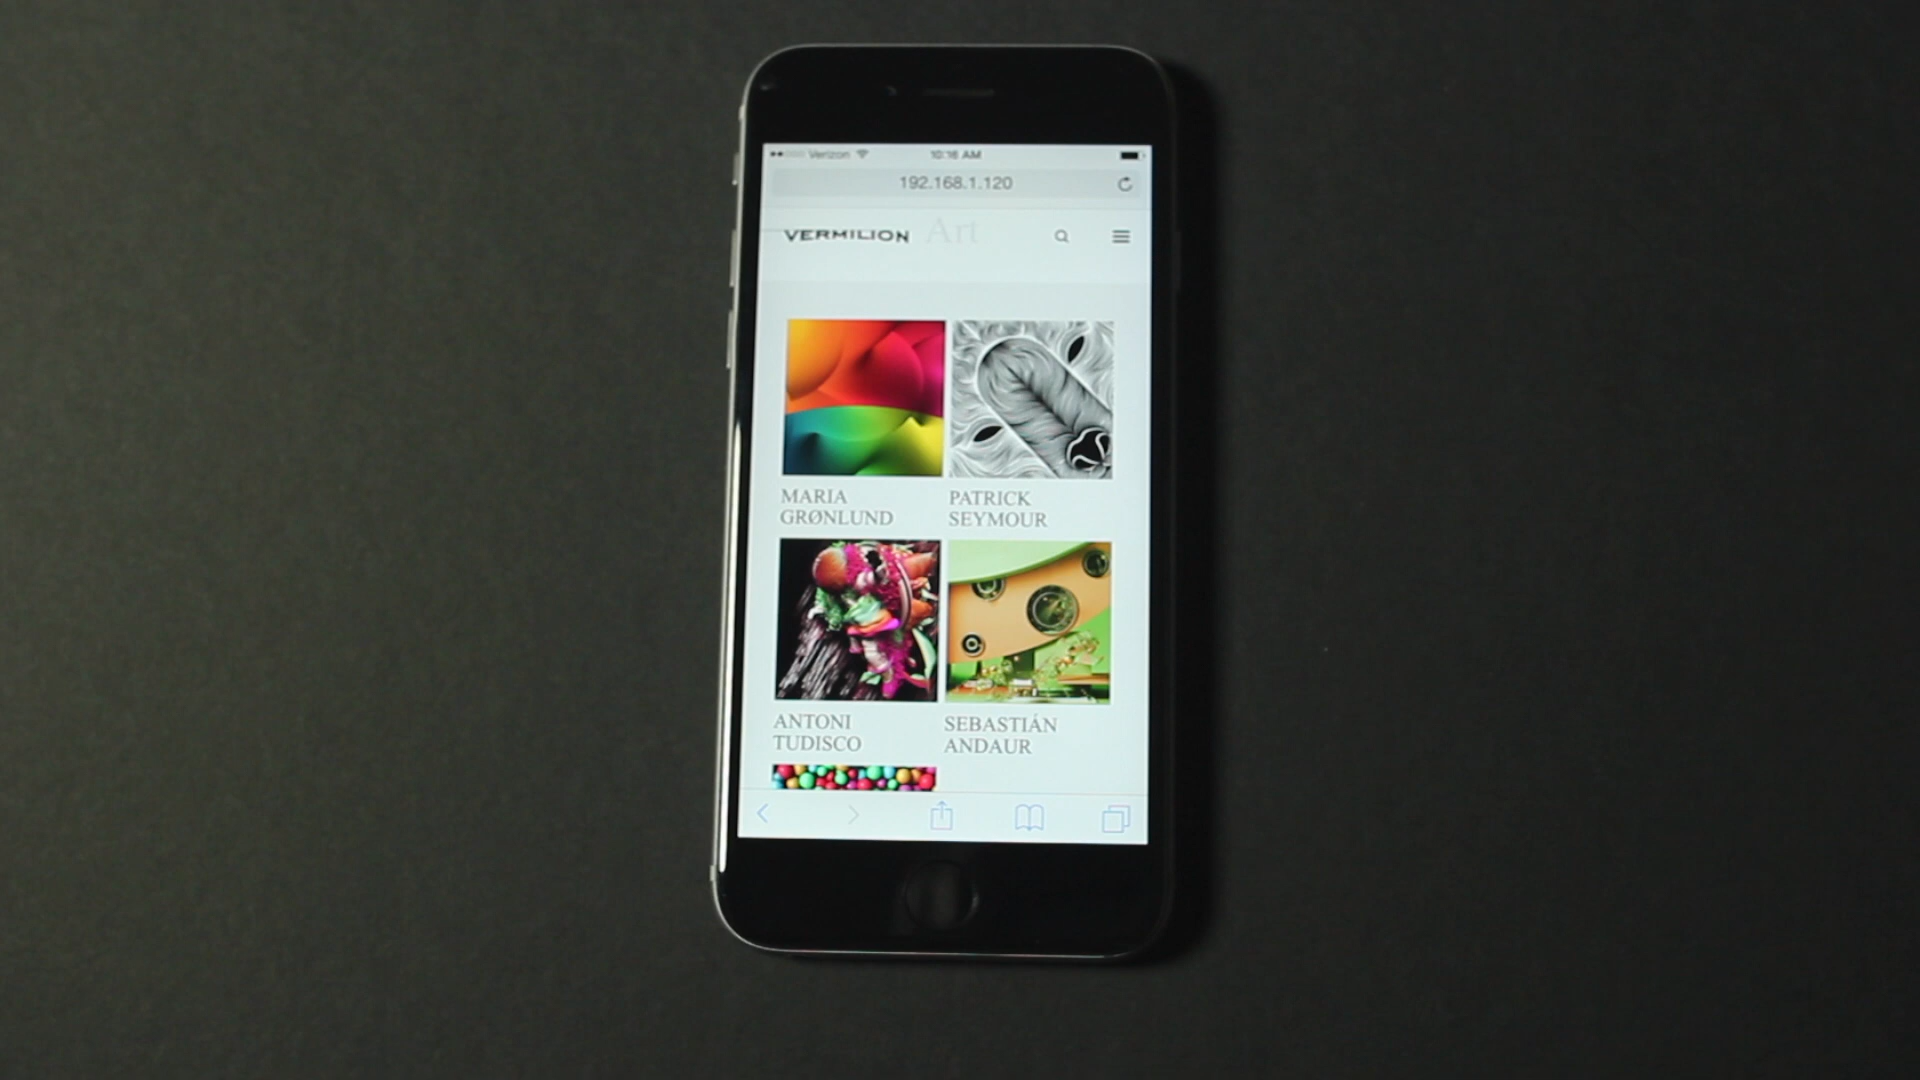 Verizon 10:16 AM
192.168.1.120
VERMILION Art
MARIA
GRØNLUND
PATRICK
SEYMOUR
ANTONI
TUDISCO
SEBASTIÁN
ANDAUR